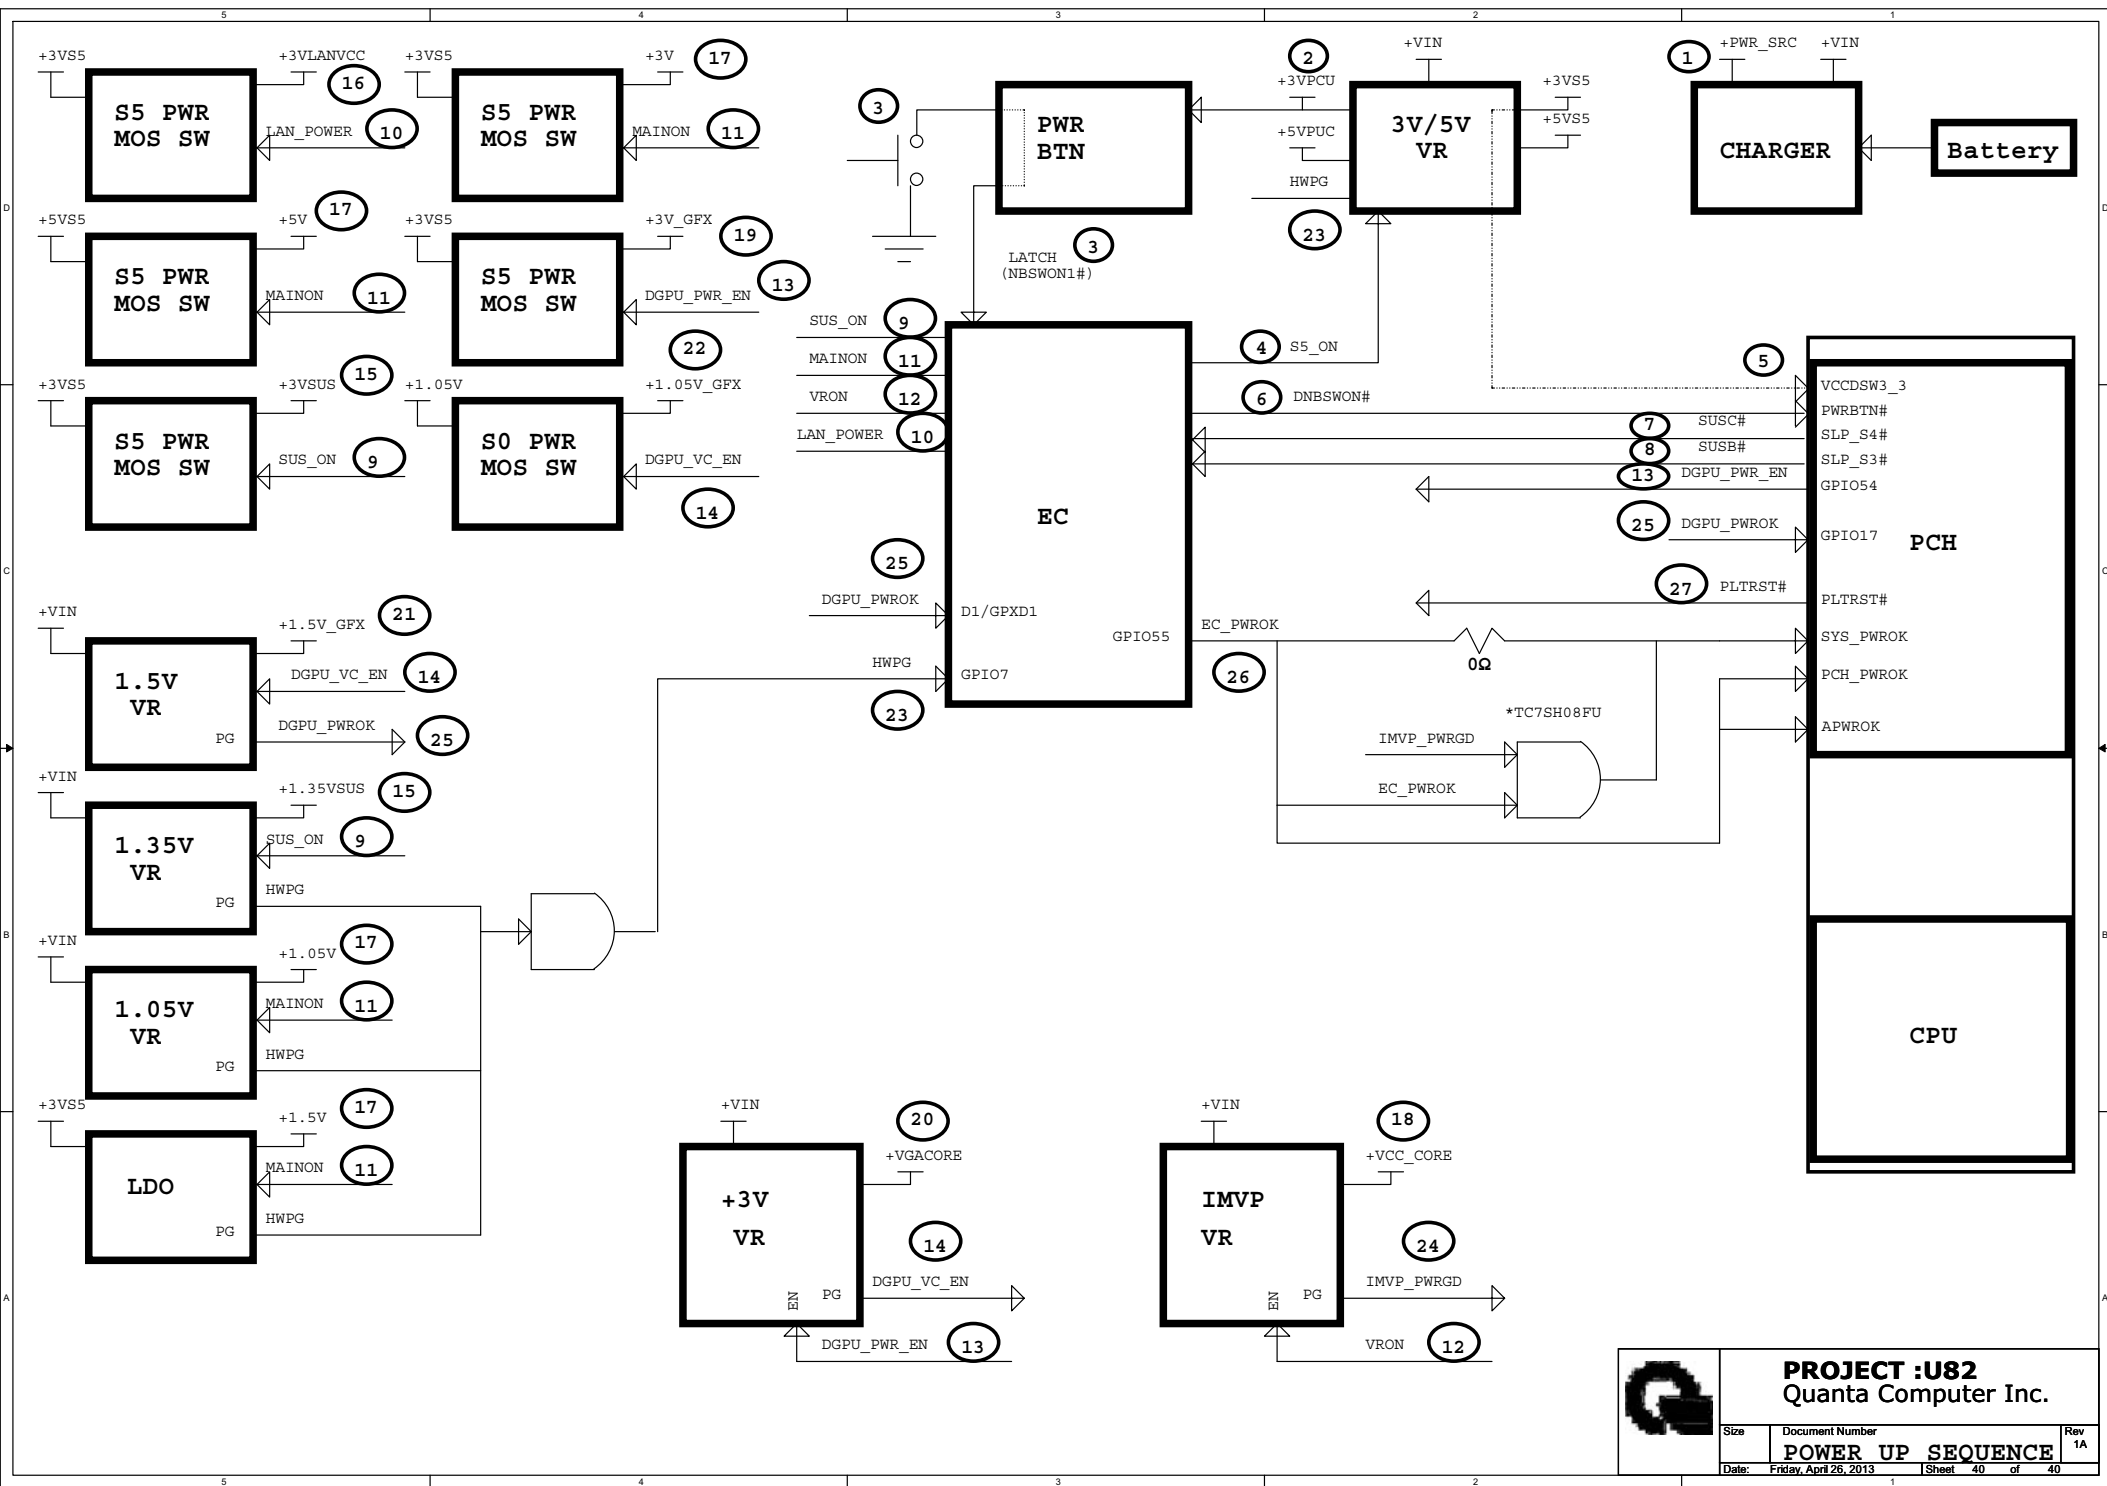 5 4 3 2 1
+3VS5
+3VLANVCC
16
S5 PWR
MOS SW
LAN_POWER
10
+3VS5
+3V
17
S5 PWR
MOS SW
MAINON
11
3
PWR
BTN
2
+3VPCU
+5VPUC
HWPG
23
+VIN
3V/5V
VR
+3VS5
+5VS5
1
+PWR_SRC
+VIN
CHARGER
Battery
D
D
+5VS5
+5V
17
S5 PWR
MOS SW
MAINON
11
+3VS5
+3V_GFX
19
S5 PWR
MOS SW
13
DGPU_PWR_EN
LATCH
(NBSWON1#)
3
+3VS5
+3VSUS
15
S5 PWR
MOS SW
SUS_ON
9
+1.05V
22
+1.05V_GFX
S0 PWR
MOS SW
DGPU_VC_EN
14
SUS_ON
9
MAINON
11
VRON
12
LAN_POWER
10
EC
4
S5_ON
6
DNBSWON#
5
VCCDSW3_3
PWRBTN#
7
SUSC#
SLP_S4#
8
SUSB#
SLP_S3#
13
DGPU_PWR_EN
GPIO54
25
DGPU_PWROK
GPIO17
PCH
27
PLTRST#
PLTRST#
SYS_PWROK
PCH_PWROK
APWROK
C
C
25
DGPU_PWROK
D1/GPXD1
GPIO55
EC_PWROK
26
HWPG
GPIO7
23
0Ω
*TC7SH08FU
IMVP_PWRGD
EC_PWROK
+VIN
+1.5V_GFX
21
1.5V
VR
DGPU_VC_EN
14
PG
DGPU_PWROK
25
+VIN
+1.35VSUS
15
1.35V
VR
SUS_ON
9
PG
HWPG
B
B
+VIN
+1.05V
17
1.05V
VR
MAINON
11
PG
HWPG
+3VS5
+1.5V
17
LDO
MAINON
11
PG
HWPG
CPU
+VIN
20
+VGACORE
+3V
VR
14
DGPU_VC_EN
EN
PG
DGPU_PWR_EN
13
+VIN
18
+VCC_CORE
IMVP
VR
24
IMVP_PWRGD
EN
PG
VRON
12
A
A
PROJECT :U82
Quanta Computer Inc.
Size
Document Number
Rev
POWER UP SEQUENCE
1A
Date: Friday, April 26, 2013
Sheet 40 of 40
5 4 3 2 1